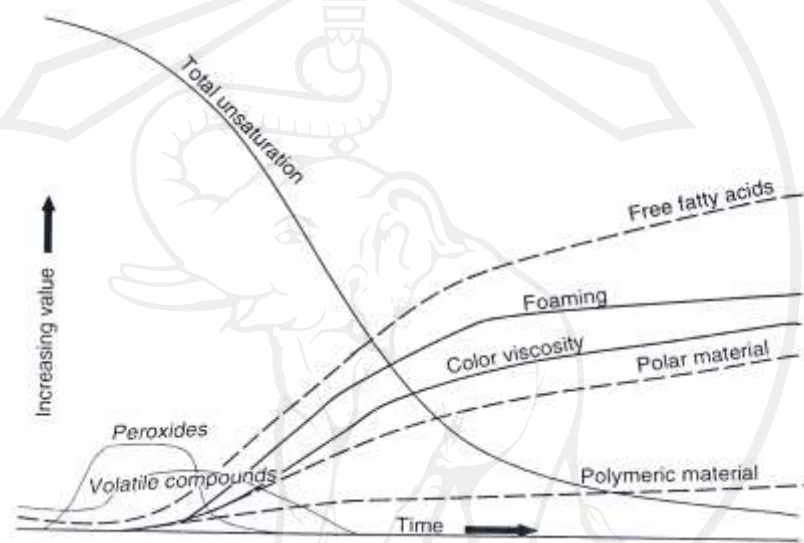 Total unsaturation
Free fatty acids
Foaming
Color viscosity
Polar material
Increasing value
Peroxides
Volatile compounds
Polymeric material
Time